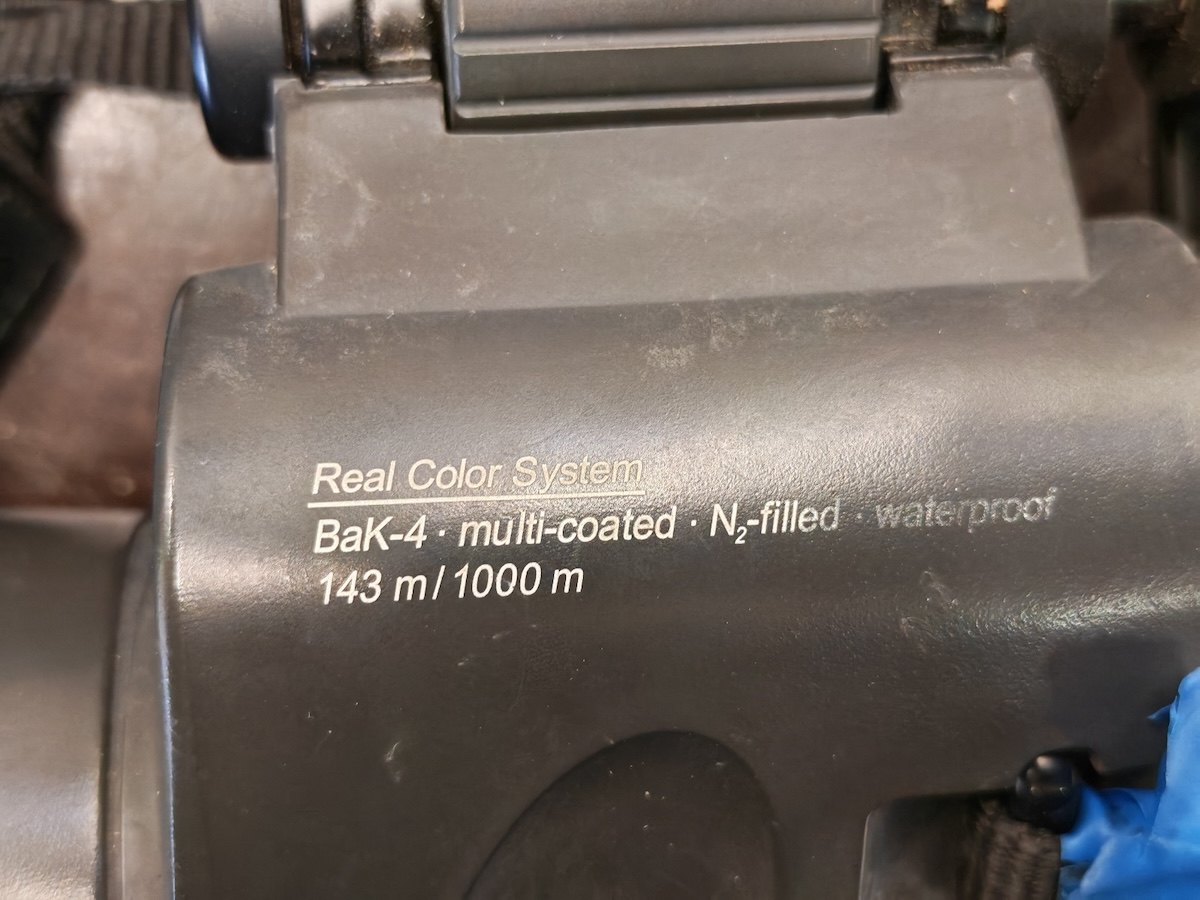 Real Color System
BaK-4 · multi-coated · N₂-filled · waterproof
143 m/1000 m